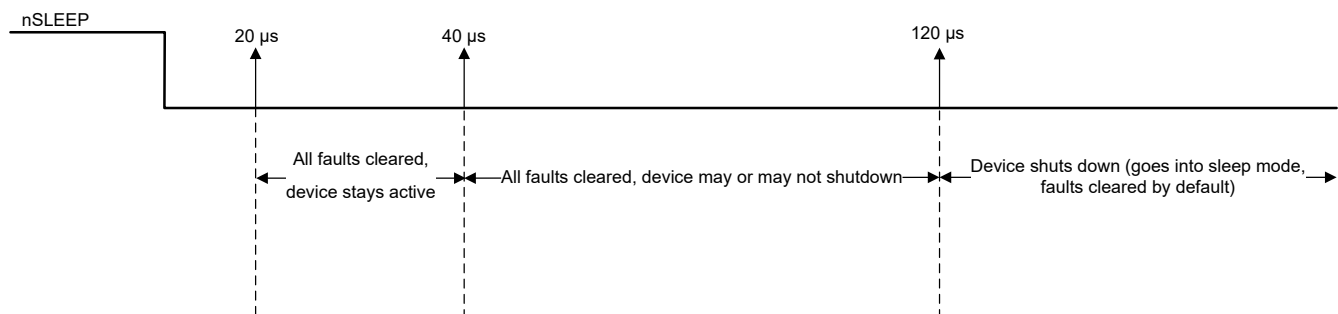 nSLEEP
20 µs
40 µs
120 µs
All faults cleared,
device stays active
All faults cleared, device may or may not shutdown
Device shuts down (goes into sleep mode,
faults cleared by default)